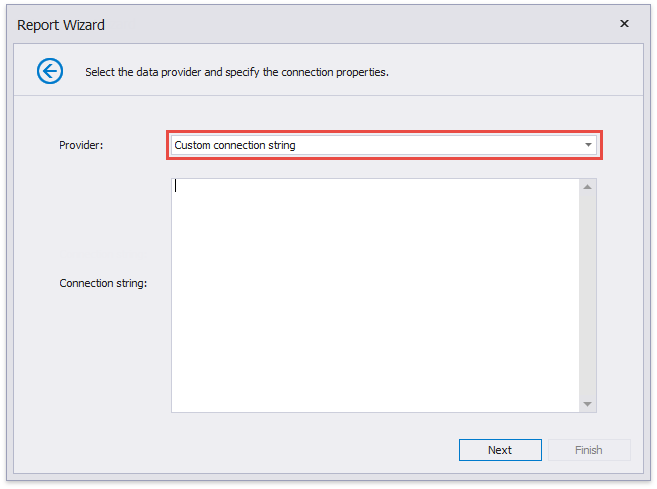 Report Wizard
Select the data provider and specify the connection properties.
Provider:
Custom connection string
Connection string:
Next
Finish